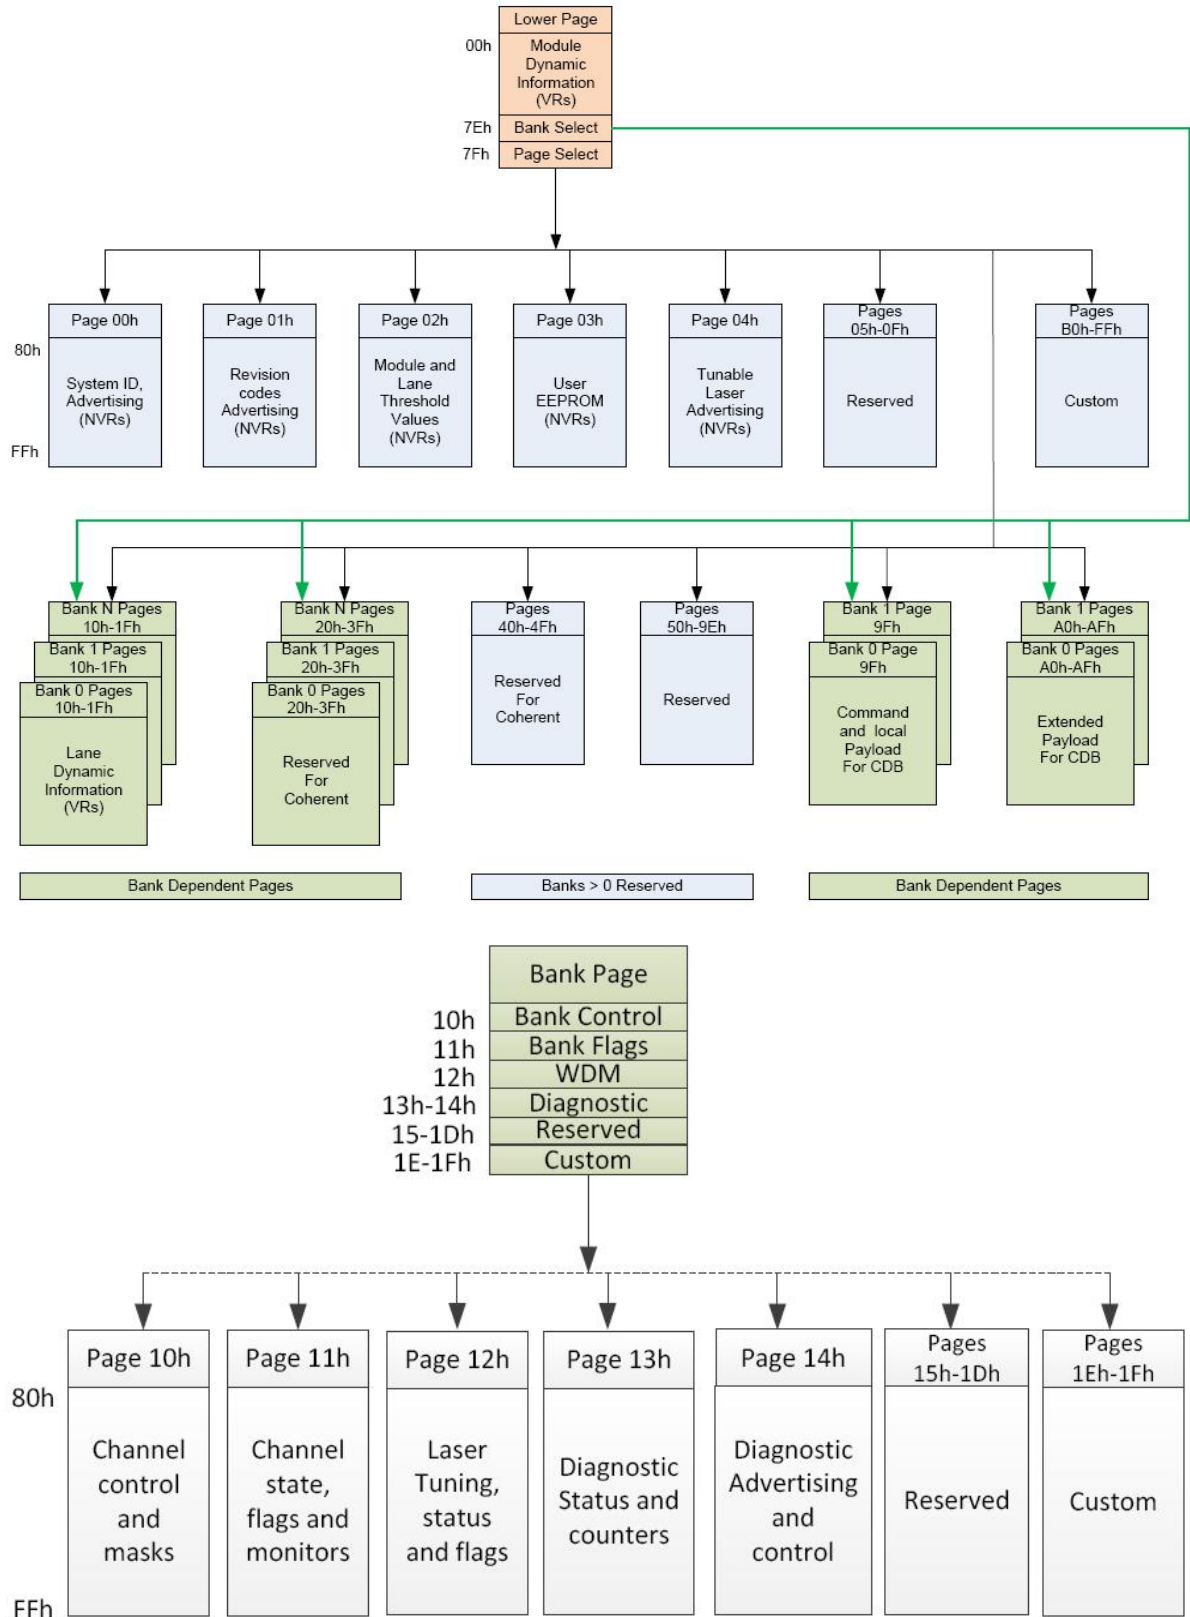 Lower Page
00h
Module
Dynamic
Information
(VRs)
7Eh
Bank Select
7Fh
Page Select
Page 00h
Page 01h
Page 02h
Page 03h
Page 04h
Pages
05h-0Fh
Pages
B0h-FFh
80h
System ID,
Advertising
(NVRs)
Revision
codes
Advertising
(NVRs)
Module and
Lane
Threshold
Values
(NVRs)
User
EEPROM
(NVRs)
Tunable
Laser
Advertising
(NVRs)
Reserved
Custom
FFh
Bank N Pages
10h-1Fh
Bank 1 Pages
10h-1Fh
Bank 0 Pages
10h-1Fh
Lane
Dynamic
Information
(VRs)
Bank N Pages
20h-3Fh
Bank 1 Pages
20h-3Fh
Bank 0 Pages
20h-3Fh
Reserved
For
Coherent
Pages
40h-4Fh
Reserved
For
Coherent
Pages
50h-9Eh
Reserved
Bank 1 Page
9Fh
Bank 0 Page
9Fh
Command
and local
Payload
For CDB
Bank 1 Pages
A0h-AFh
Bank 0 Pages
A0h-AFh
Extended
Payload
For CDB
Bank Dependent Pages
Banks > 0 Reserved
Bank Dependent Pages
Bank Page
10h
Bank Control
11h
Bank Flags
12h
WDM
13h-14h
Diagnostic
15-1Dh
Reserved
1E-1Fh
Custom
Page 10h
Page 11h
Page 12h
Page 13h
Page 14h
Pages
15h-1Dh
Pages
1Eh-1Fh
80h
Channel
control
and
masks
Channel
state,
flags and
monitors
Laser
Tuning,
status
and flags
Diagnostic
Status and
counters
Diagnostic
Advertising
and
control
Reserved
Custom
FFh